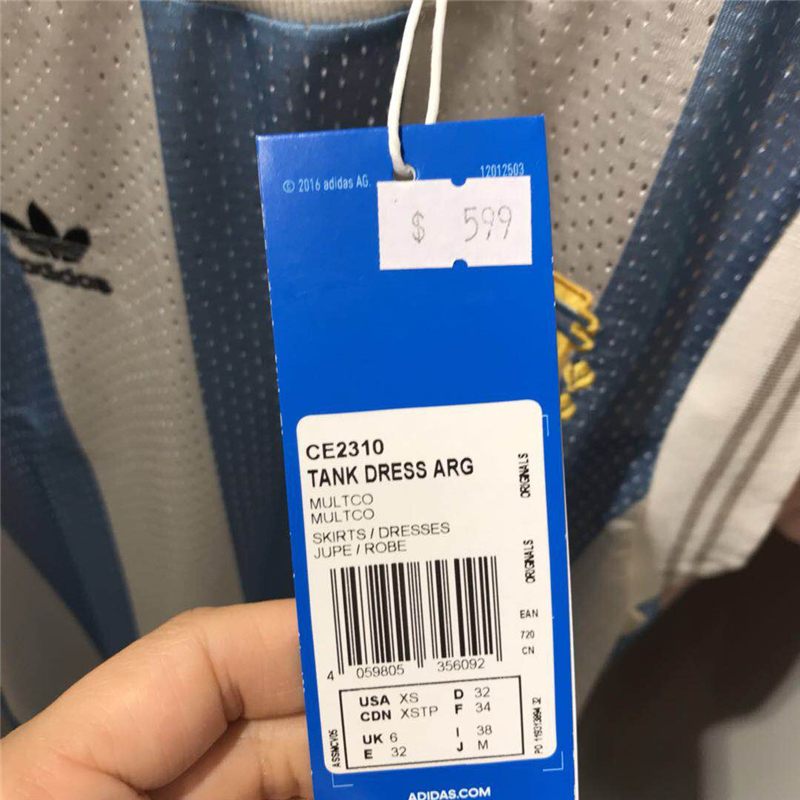 © 2016 adidas AG.
12012503
$ 599
adidas
CE2310
TANK DRESS ARG
MULTCO
MULTCO
SKIRTS / DRESSES
JUPE / ROBE
ORIGINALS
ORIGINALS
EAN
720
CN
4 059805 356092
USA XS D 32
CDN XSTP F 34
UK 6 I 38
E 32 J M
ADIDAS.COM